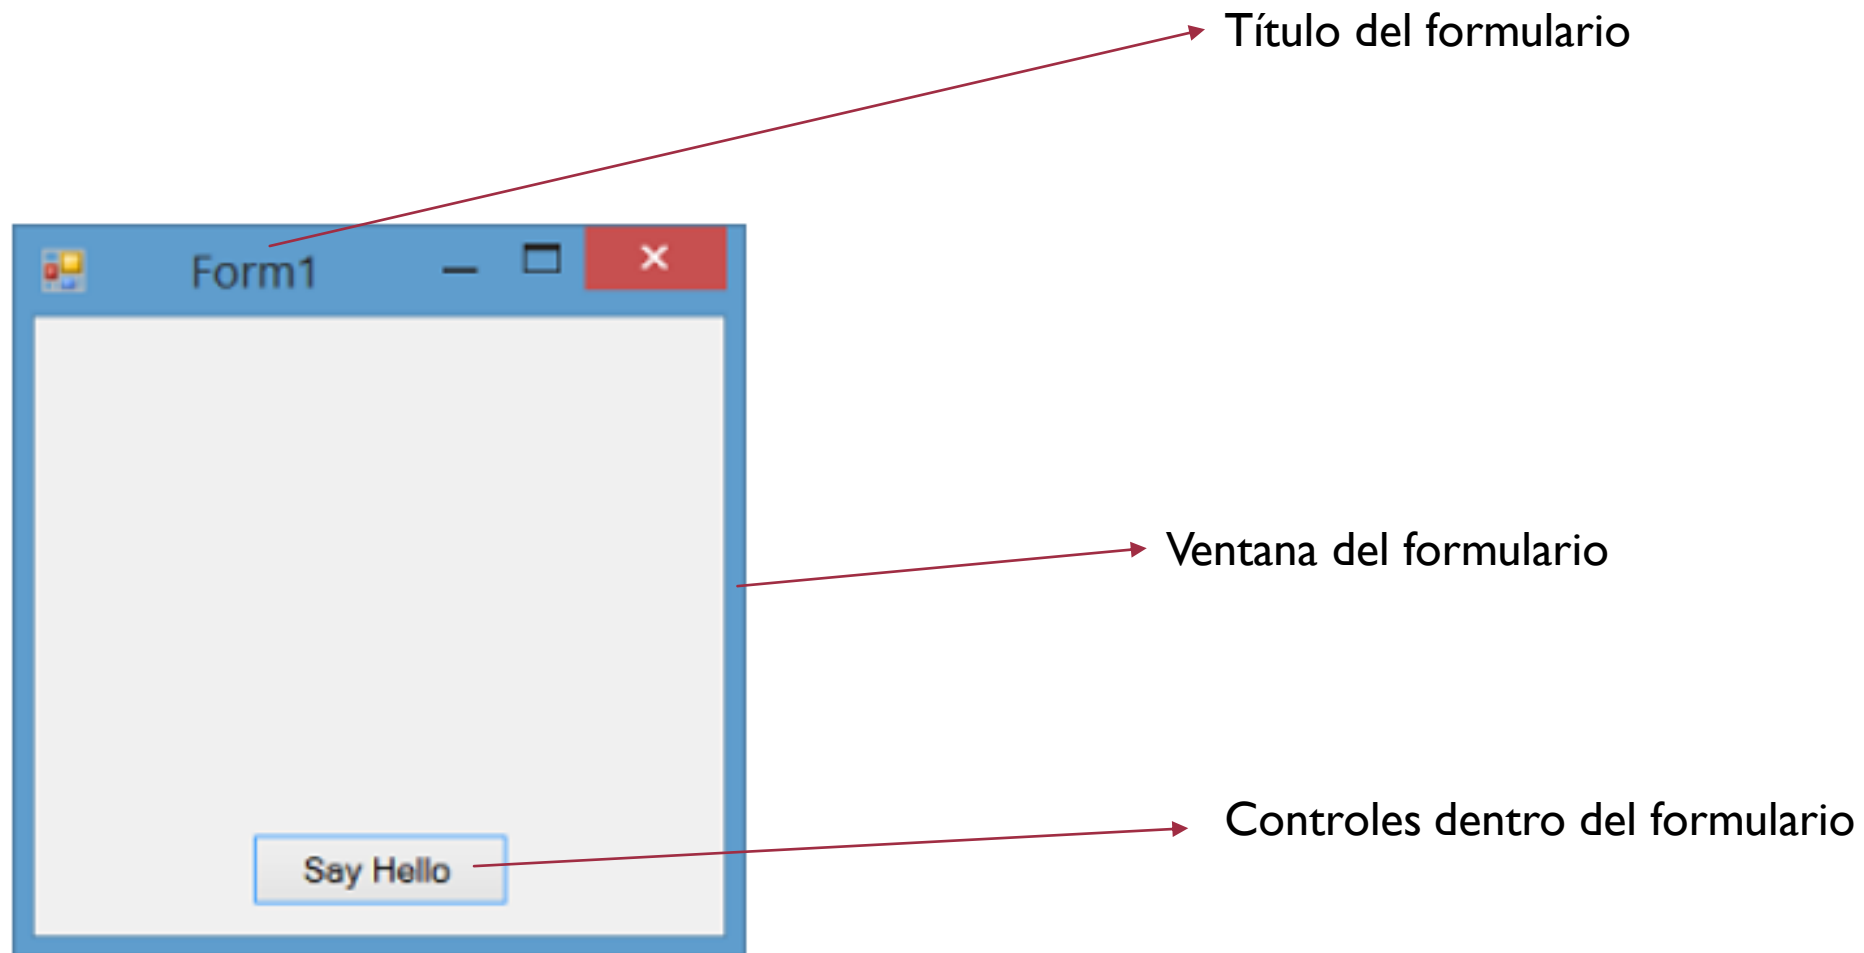 Título del formulario
Form1
Ventana del formulario
Controles dentro del formulario
Say Hello